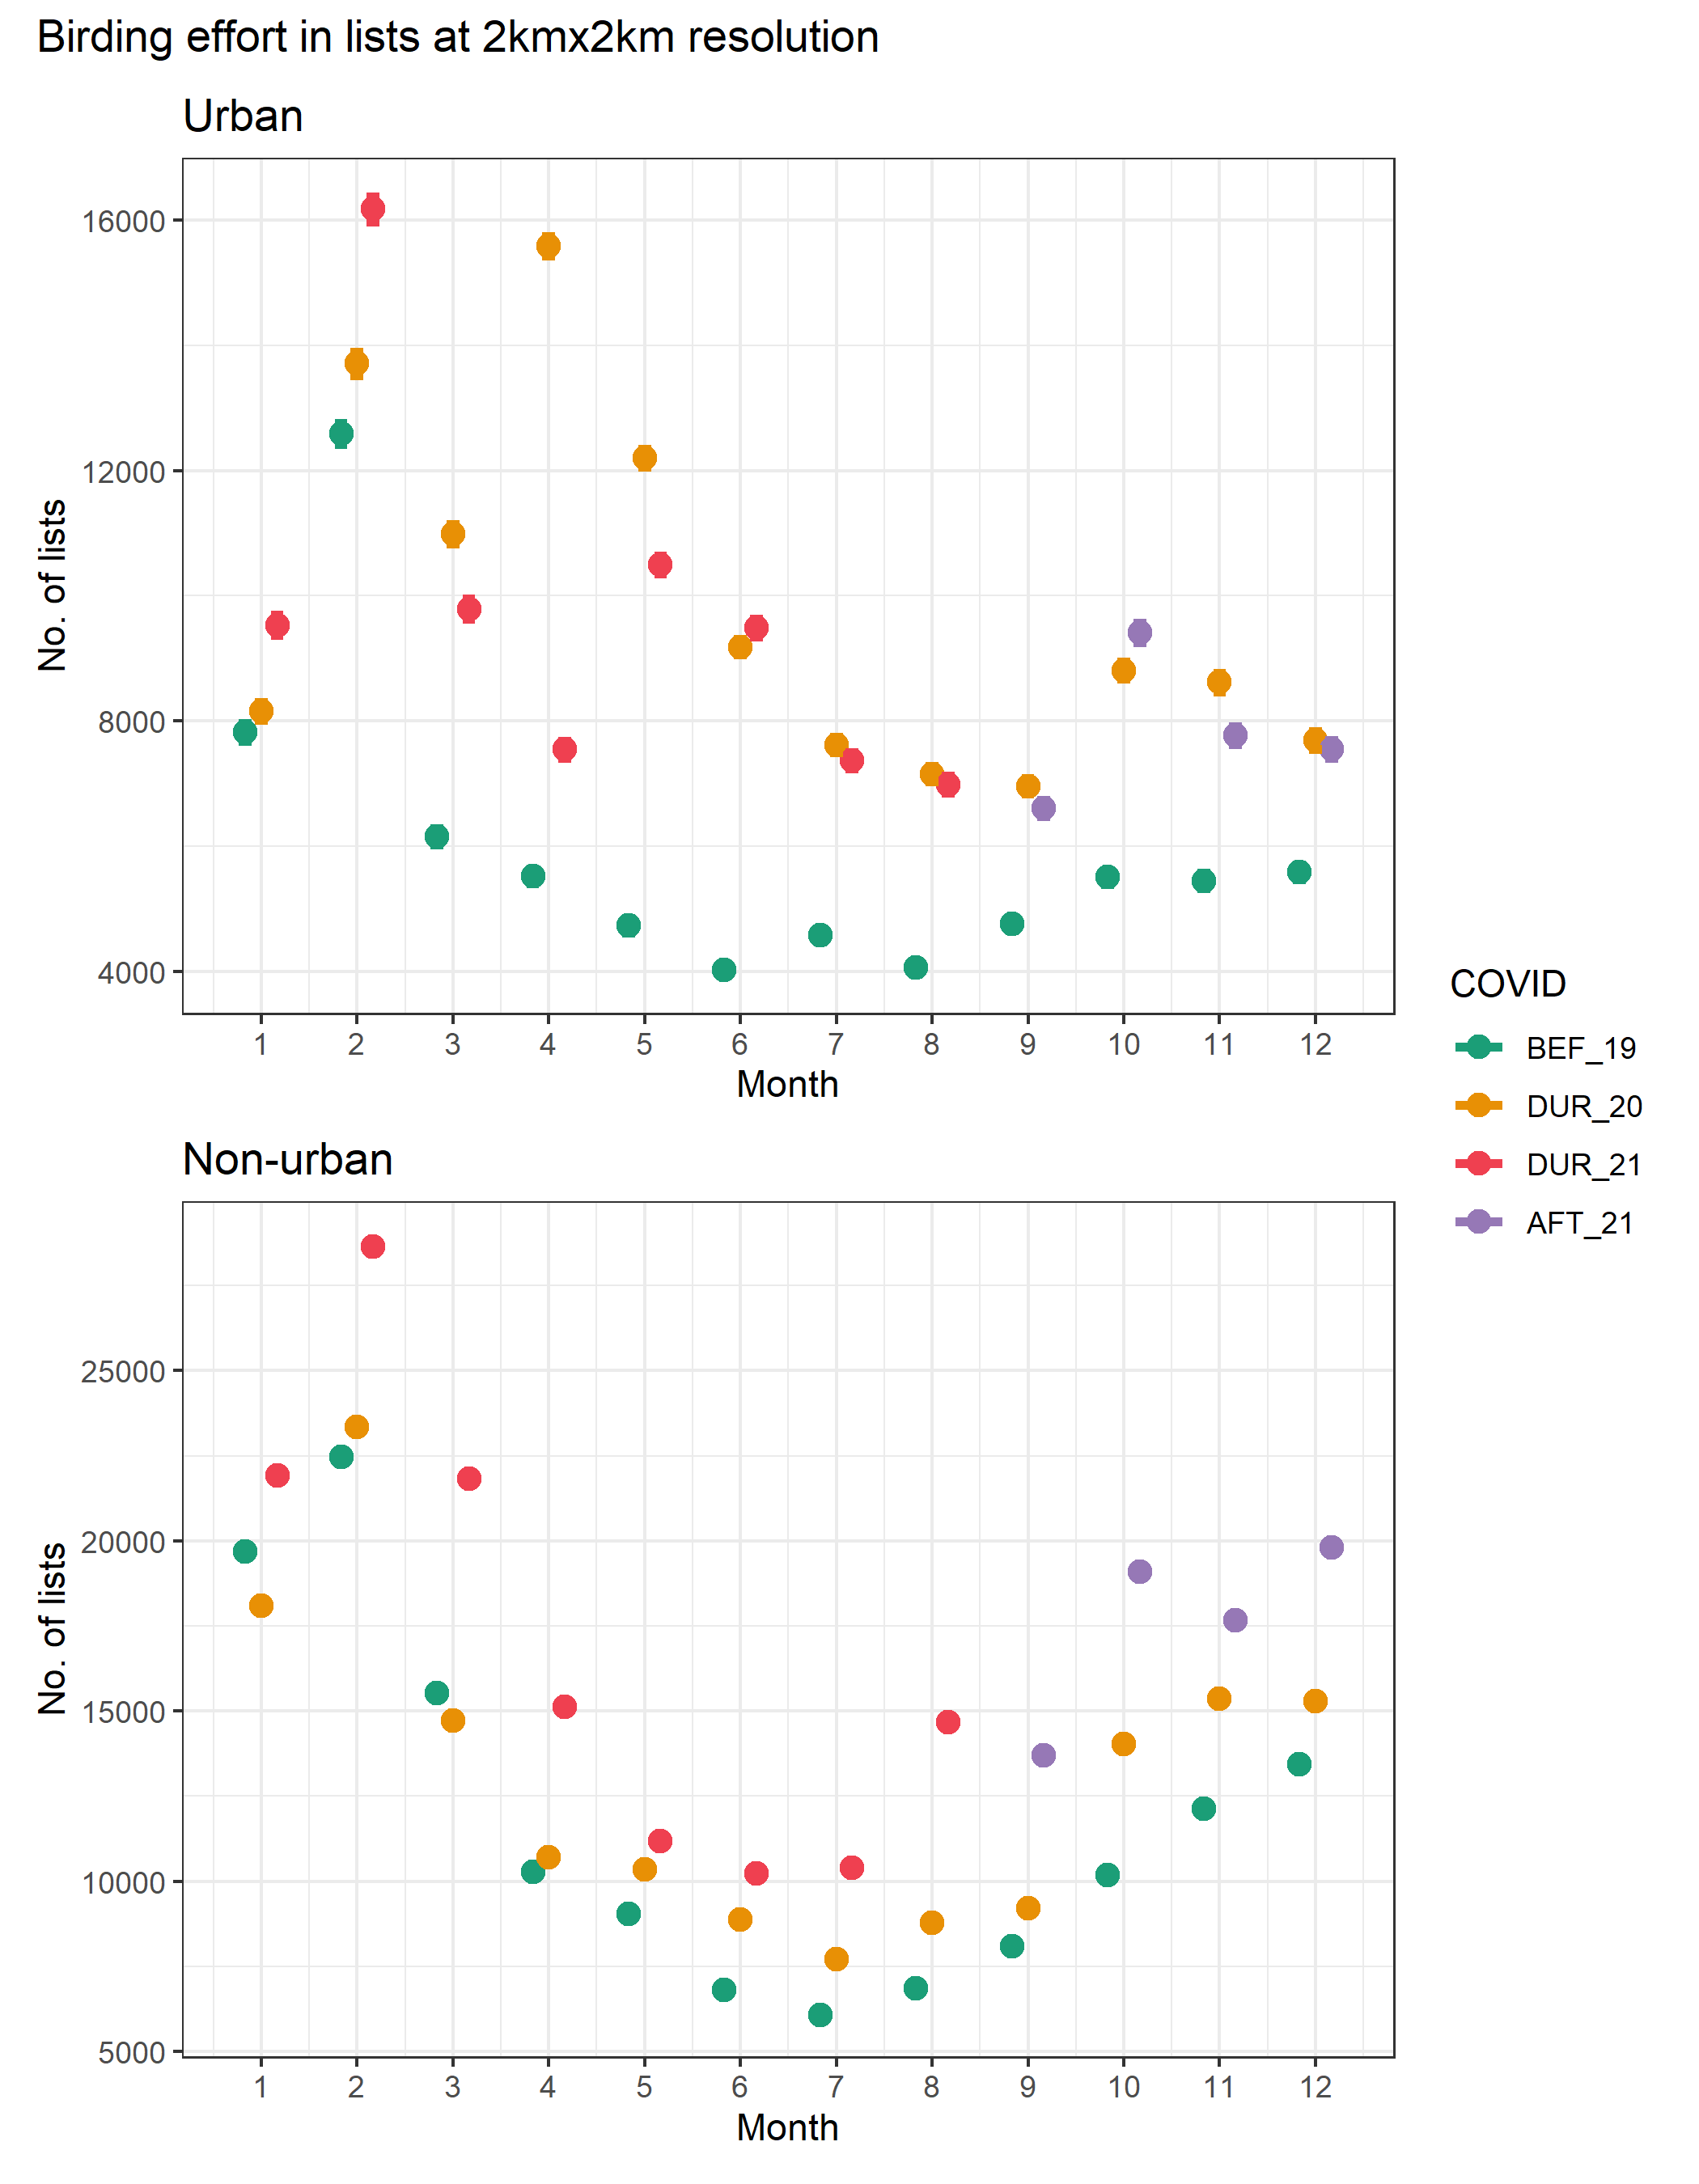 Birding effort in lists at 2kmx2km resolution
Urban
16000
12000
8000
4000
No. of lists
1 2 3 4 5 6 7 8 9 10 11 12
Month
COVID
BEF_19
DUR_20
DUR_21
AFT_21
Non-urban
25000
20000
15000
10000
5000
No. of lists
1 2 3 4 5 6 7 8 9 10 11 12
Month